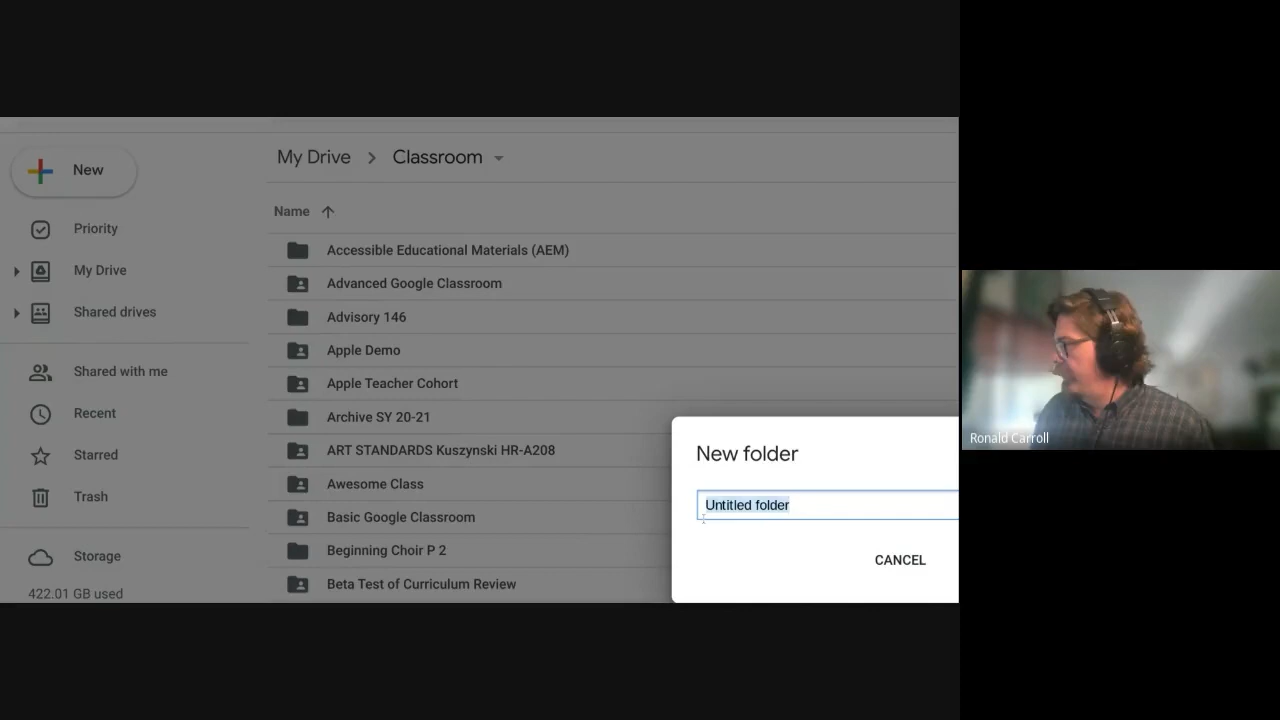 New
Priority
My Drive
Shared drives
Shared with me
Recent
Starred
Trash
Storage
422.01 GB used
My Drive > Classroom
Name
Accessible Educational Materials (AEM)
Advanced Google Classroom
Advisory 146
Apple Demo
Apple Teacher Cohort
Archive SY 20-21
ART STANDARDS Kuszynski HR-A208
Awesome Class
Basic Google Classroom
Beginning Choir P 2
Beta Test of Curriculum Review
New folder
Untitled folder
CANCEL
Ronald Carroll